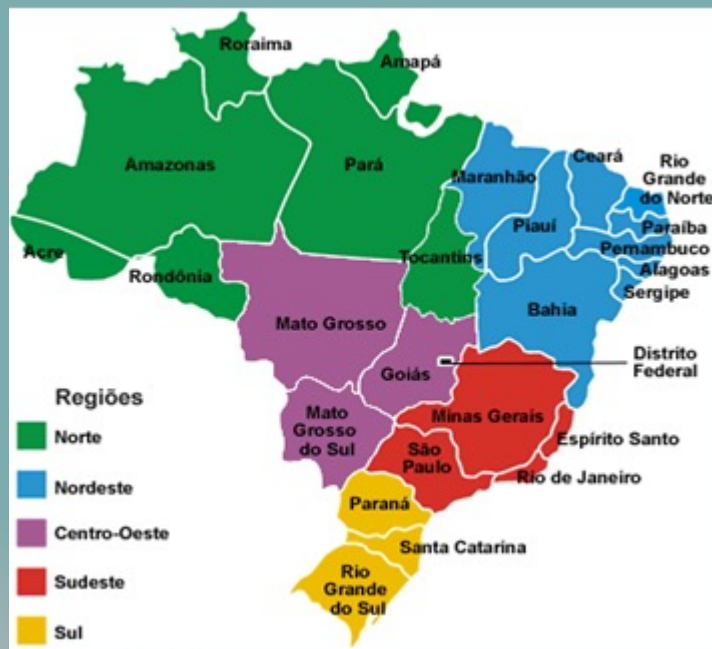 Roraima
Amapá
Amazonas
Pará
Maranhão
Ceará
Rio
Grande
do Norte
Piauí
Paraíba
Pernambuco
Alagoas
Sergipe
Acre
Rondônia
Tocantins
Bahia
Mato Grosso
Goiás
Distrito
Federal
Mato
Grosso
do Sul
Minas Gerais
Espírito Santo
São
Paulo
Rio de Janeiro
Paraná
Santa Catarina
Rio
Grande
do Sul
Regiões
Norte
Nordeste
Centro-Oeste
Sudeste
Sul